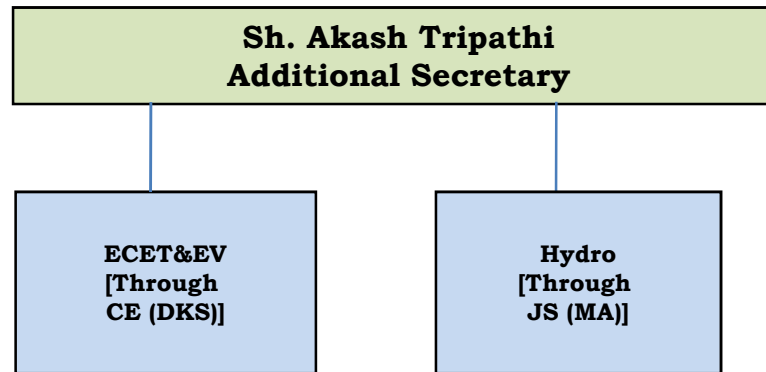 Sh. Akash Tripathi
Additional Secretary
ECET&EV
[Through
CE (DKS)]
Hydro
[Through
JS (MA)]